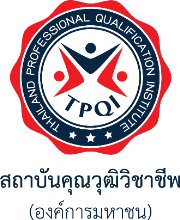 THAILAND PROFESSIONAL QUALIFICATION INSTITUTE
TPQI
สถาบันคุณวุฒิวิชาชีพ
(องค์การมหาชน)